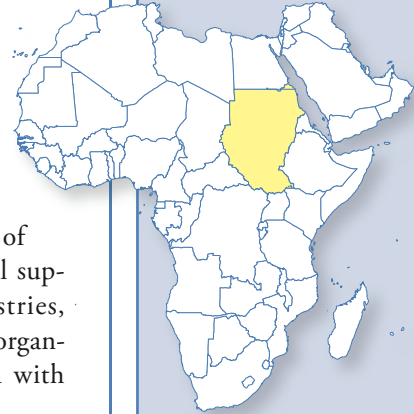 of
l sup-
stries,
organ-
with